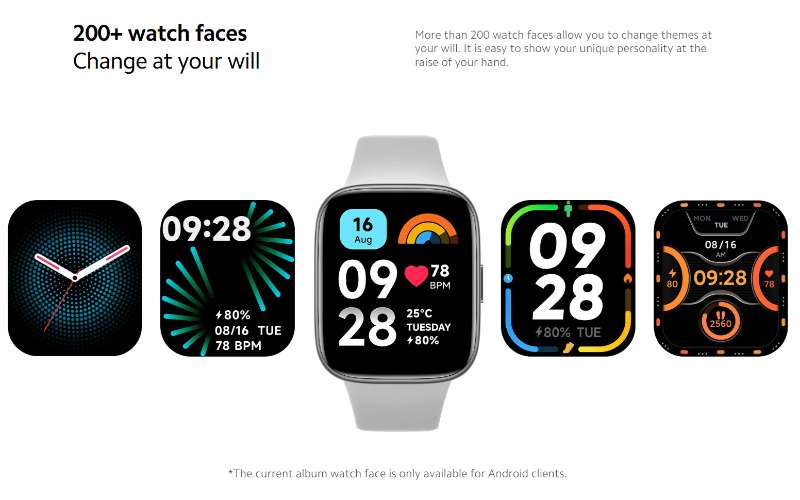 200+ watch faces
Change at your will
More than 200 watch faces allow you to change themes at
your will. It is easy to show your unique personality at the
raise of your hand.
09:28
80%
08/16 TUE
78 BPM
16
Aug
09
28
78
BPM
25°C
TUESDAY
80%
09
28
80% TUE
MON TUE WED
08/16
AM
80
09:28
78
2560
*The current album watch face is only available for Android clients.